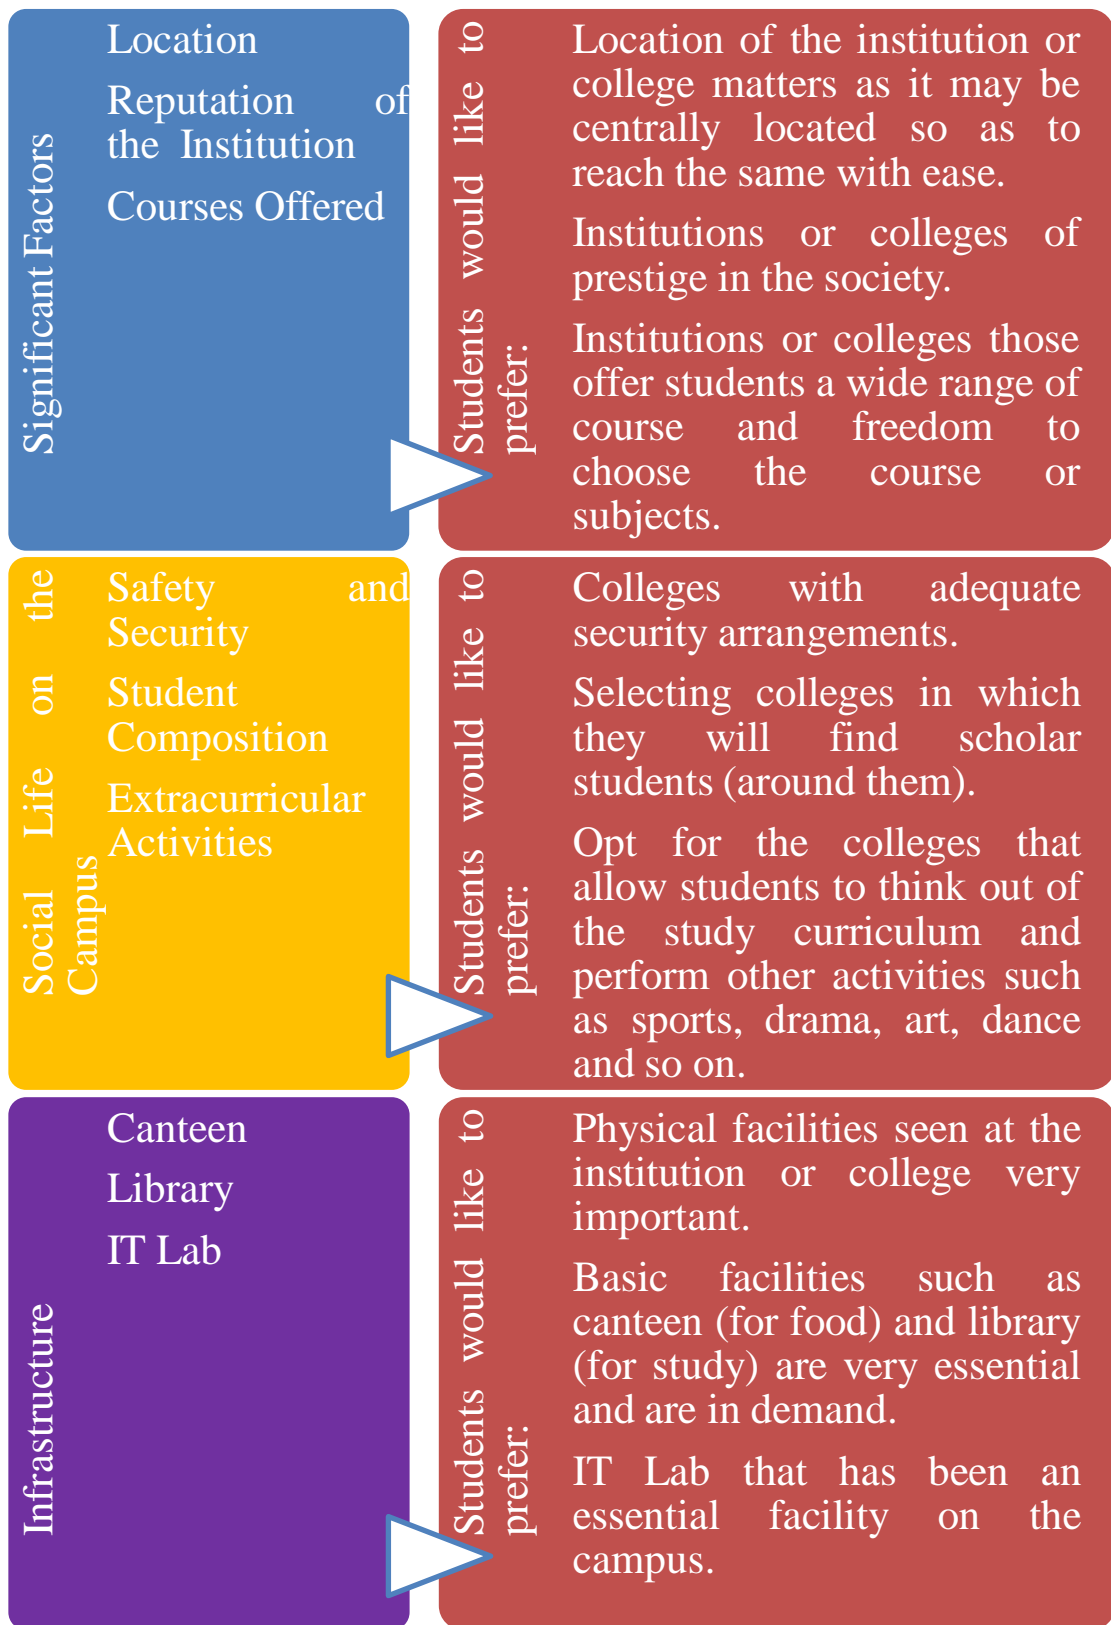 Significant Factors
Location
Reputation of
the Institution
Courses Offered
Students would like to
prefer:
Location of the institution or
college matters as it may be
centrally located so as to
reach the same with ease.
Institutions or colleges of
prestige in the society.
Institutions or colleges those
offer students a wide range of
course and freedom to
choose the course or
subjects.
Social Life on the
Campus
Safety and
Security
Student
Composition
Extracurricular
Activities
Students would like to
prefer:
Colleges with adequate
security arrangements.
Selecting colleges in which
they will find scholar
students (around them).
Opt for the colleges that
allow students to think out of
the study curriculum and
perform other activities such
as sports, drama, art, dance
and so on.
Infrastructure
Canteen
Library
IT Lab
Students would like to
prefer:
Physical facilities seen at the
institution or college very
important.
Basic facilities such as
canteen (for food) and library
(for study) are very essential
and are in demand.
IT Lab that has been an
essential facility on the
campus.